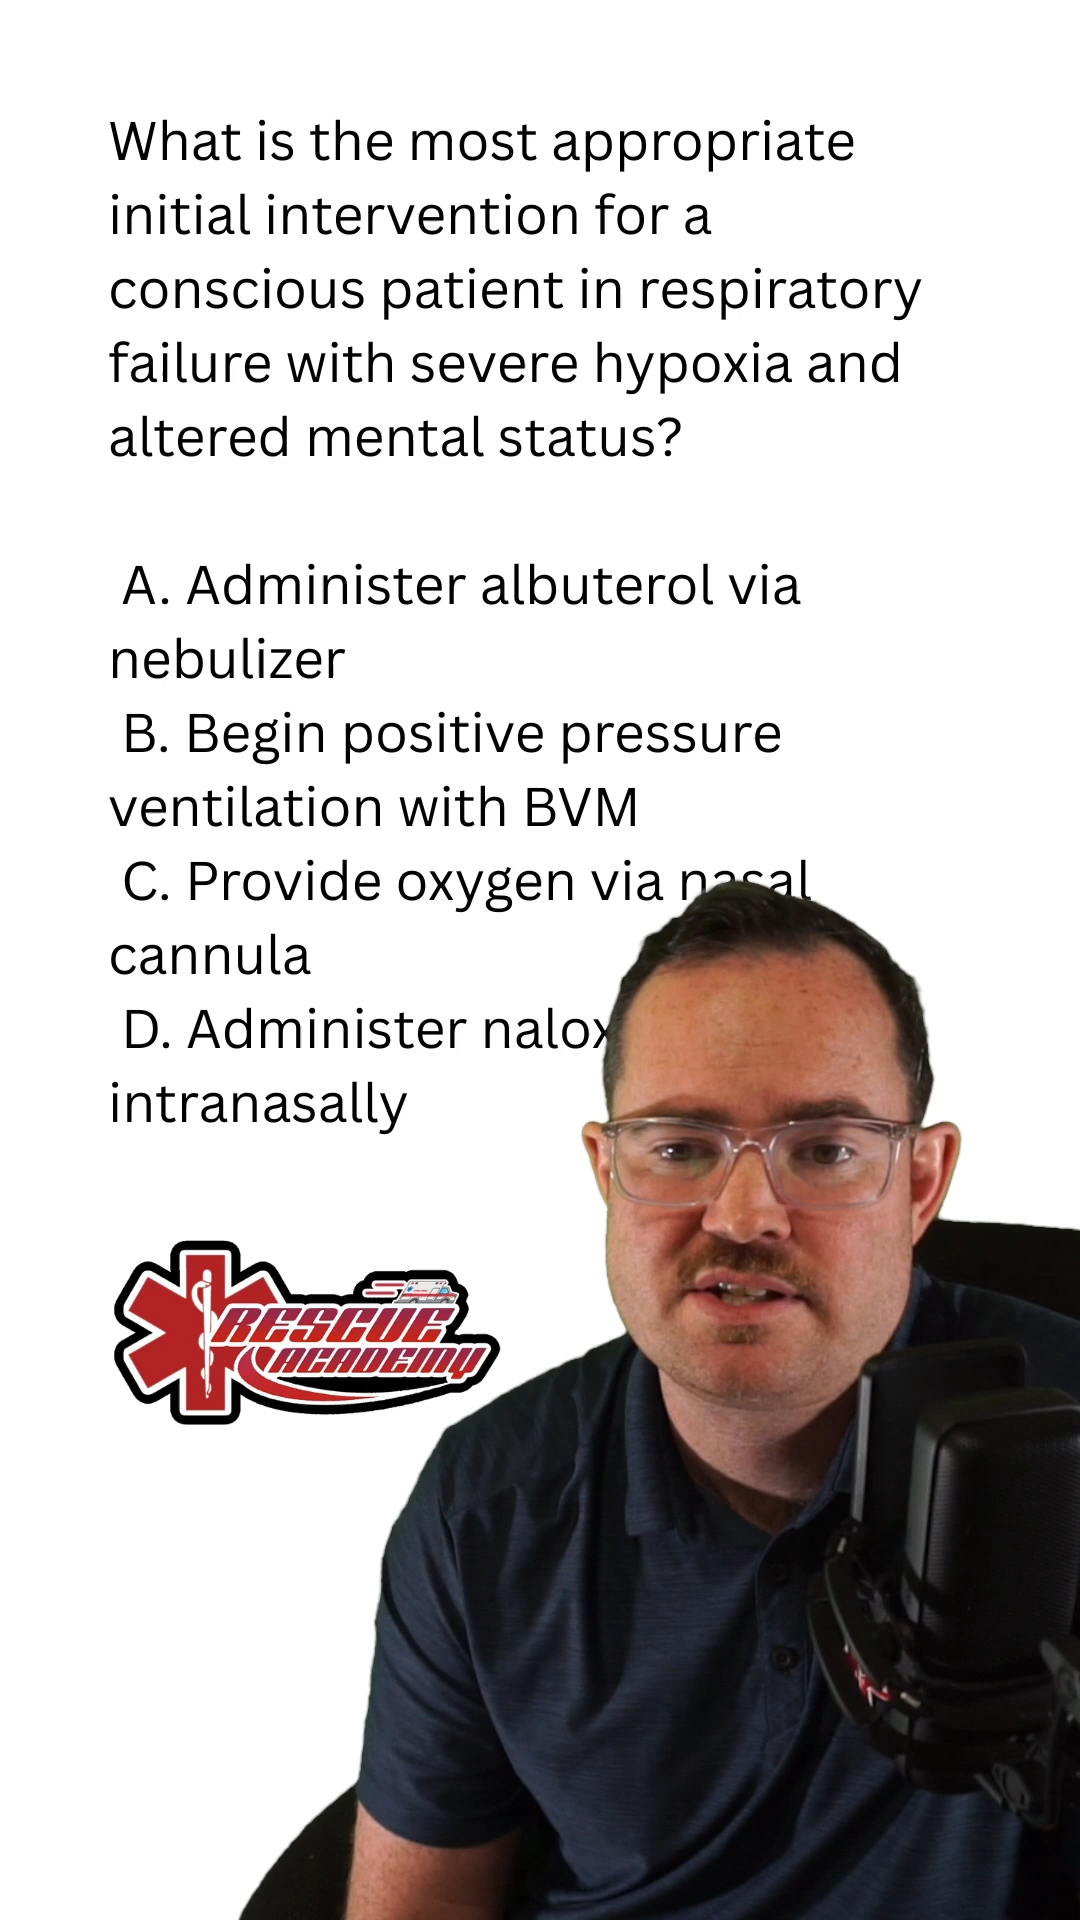 What is the most appropriate
initial intervention for a
conscious patient in respiratory
failure with severe hypoxia and
altered mental status?
A. Administer albuterol via
nebulizer
B. Begin positive pressure
ventilation with BVM
C. Provide oxygen via nasal
cannula
D. Administer
intranasally
RESCUE
ACADEMY